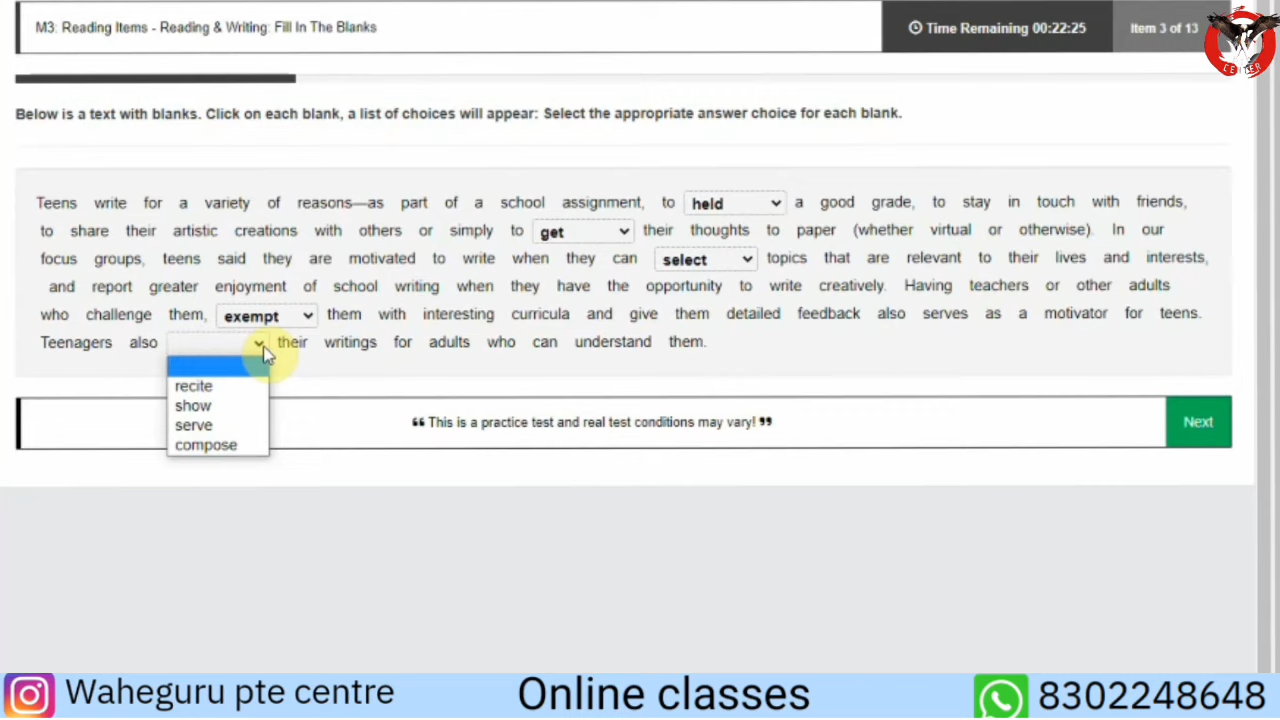 M3: Reading Items - Reading & Writing: Fill In The Blanks
Time Remaining 00:22:25
Item 3 of 13
CENTER
Below is a text with blanks. Click on each blank, a list of choices will appear: Select the appropriate answer choice for each blank.
Teens write for a variety of reasons—as part of a school assignment, to held a good grade, to stay in touch with friends,
to share their artistic creations with others or simply to get their thoughts to paper (whether virtual or otherwise). In our
focus groups, teens said they are motivated to write when they can select topics that are relevant to their lives and interests,
and report greater enjoyment of school writing when they have the opportunity to write creatively. Having teachers or other adults
who challenge them, exempt them with interesting curricula and give them detailed feedback also serves as a motivator for teens.
Teenagers also their writings for adults who can understand them.
recite
show
serve
compose
❝ This is a practice test and real test conditions may vary! ❞
Next
Waheguru pte centre
Online classes
8302248648